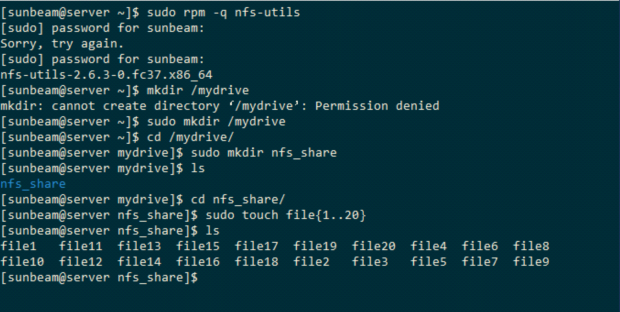 [sunbeam@server ~]$ sudo rpm -q nfs-utils
[sudo] password for sunbeam:
Sorry, try again.
[sudo] password for sunbeam:
nfs-utils-2.6.3-0.fc37.x86_64
[sunbeam@server ~]$ mkdir /mydrive
mkdir: cannot create directory ‘/mydrive’: Permission denied
[sunbeam@server ~]$ sudo mkdir /mydrive
[sunbeam@server ~]$ cd /mydrive/
[sunbeam@server mydrive]$ sudo mkdir nfs_share
[sunbeam@server mydrive]$ ls
nfs_share
[sunbeam@server mydrive]$ cd nfs_share/
[sunbeam@server nfs_share]$ sudo touch file{1..20}
[sunbeam@server nfs_share]$ ls
file1   file11  file13  file15  file17  file19  file20  file4  file6  file8
file10  file12  file14  file16  file18  file2   file3   file5  file7  file9
[sunbeam@server nfs_share]$